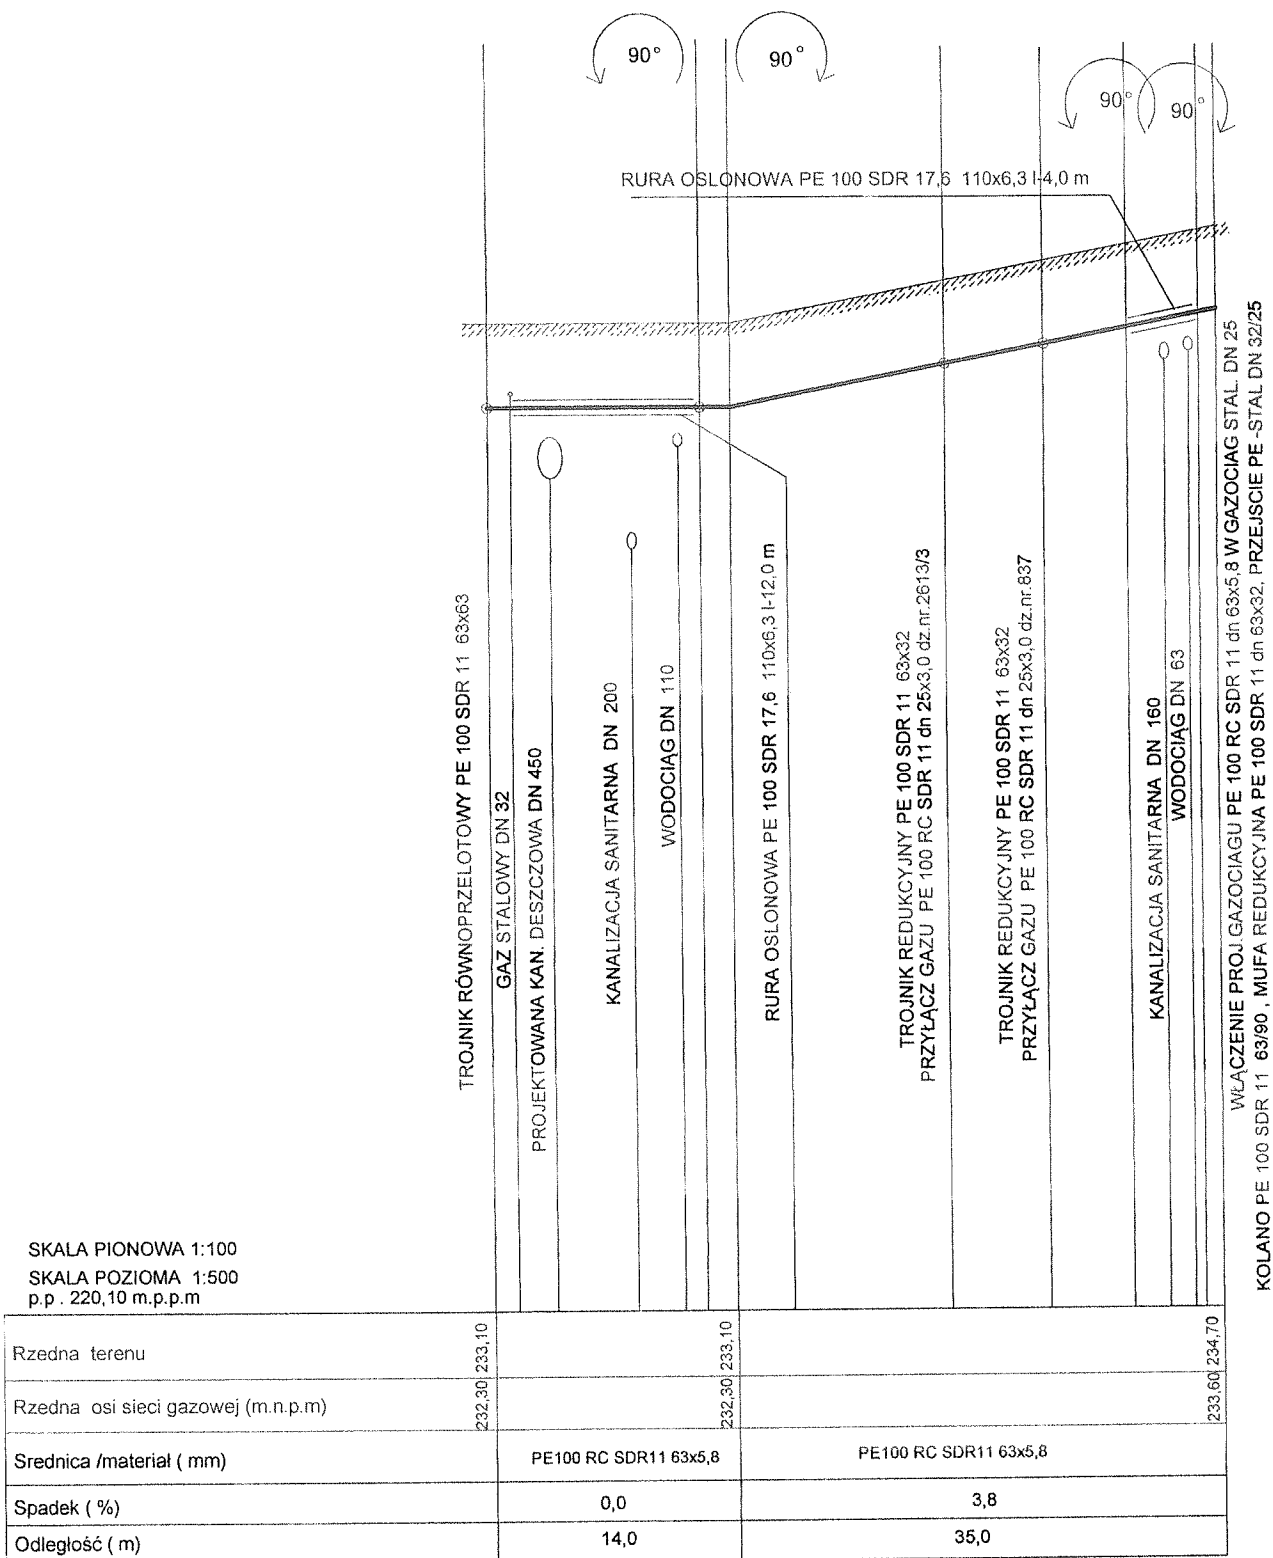 90°
90°
90°
90°
RURA OSLONOWA PE 100 SDR 17,6 110x6,3 l-4,0 m
TROJNIK RÓWNOPRZELOTOWY PE 100 SDR 11 63x63
GAZ STALOWY DN 32
PROJEKTOWANA KAN. DESZCZOWA DN 450
KANALIZACJA SANITARNA DN 200
WODOCIĄG DN 110
RURA OSLONOWA PE 100 SDR 17,6 110x6,3 l-12,0 m
TROJNIK REDUKCYJNY PE 100 SDR 11 63x32
PRZYŁĄCZ GAZU PE 100 RC SDR 11 dn 25x3,0 dz.nr.2613/3
TROJNIK REDUKCYJNY PE 100 SDR 11 63x32
PRZYŁĄCZ GAZU PE 100 RC SDR 11 dn 25x3,0 dz.nr.837
KANALIZACJA SANITARNA DN 160
WODOCIĄG DN 63
WŁĄCZENIE PROJ.GAZOCIAGU PE 100 RC SDR 11 dn 63x5,8 W GAZOCIAG STAL. DN 25
KOLANO PE 100 SDR 11 63/90 , MUFA REDUKCYJNA PE 100 SDR 11 dn 63x32, PRZEJSCIE PE -STAL DN 32/25
SKALA PIONOWA 1:100
SKALA POZIOMA 1:500
p.p . 220,10 m.p.p.m
Rzedna terenu 233,10 233,10 234,70
Rzedna osi sieci gazowej (m.n.p.m) 232,30 232,30 233,60
Srednica /materiał ( mm) PE100 RC SDR11 63x5,8 PE100 RC SDR11 63x5,8
Spadek ( %) 0,0 3,8
Odległość ( m) 14,0 35,0